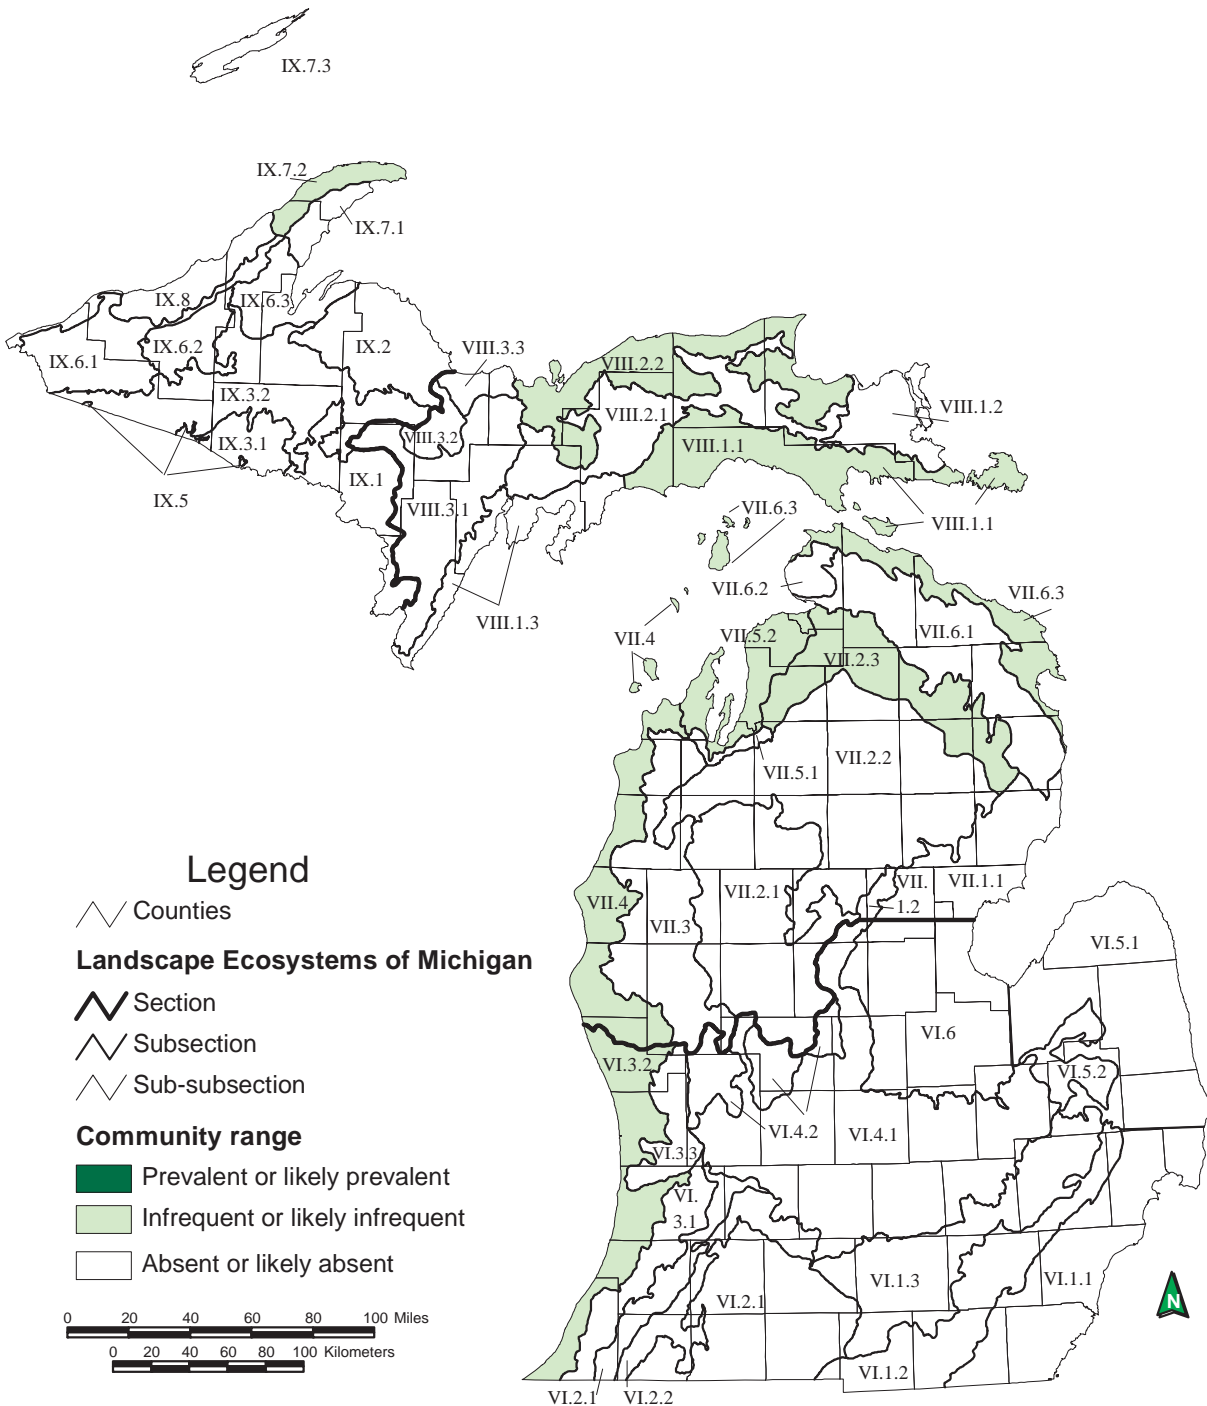 IX.7.3
IX.7.2
IX.7.1
IX.8
IX.6.3
IX.6.1
IX.6.2
IX.2
VIII.3.3
VIII.2.2
VIII.1.2
IX.3.2
VIII.2.1
IX.3.1
VIII.3.2
VIII.1.1
IX.1
IX.5
VIII.3.1
VII.6.3
VIII.1.1
VII.6.2
VII.6.3
VIII.1.3
VII.4
VII.5.2
VII.6.1
VII.2.3
VII.5.1
VII.2.2
VII.4
VII.3
VII.2.1
VII.
1.2
VII.1.1
VI.5.1
VI.6
VI.3.2
VI.5.2
VI.4.2
VI.4.1
VI.3.3
VI.
3.1
VI.1.3
VI.1.1
VI.2.1
VI.1.2
VI.2.1
VI.2.2
Legend
Counties
Landscape Ecosystems of Michigan
Section
Subsection
Sub-subsection
Community range
Prevalent or likely prevalent
Infrequent or likely infrequent
Absent or likely absent
0 20 40 60 80 100 Miles
0 20 40 60 80 100 Kilometers
N